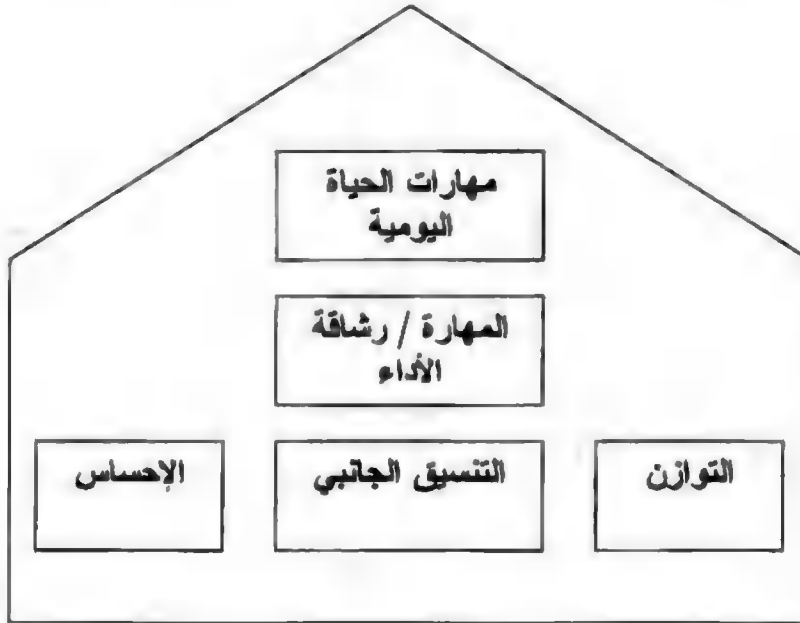 مهارات الحياة
اليومية
المهارة / رشاقة
الأداء
التوازن
التنسيق الجانبي
الإحساس